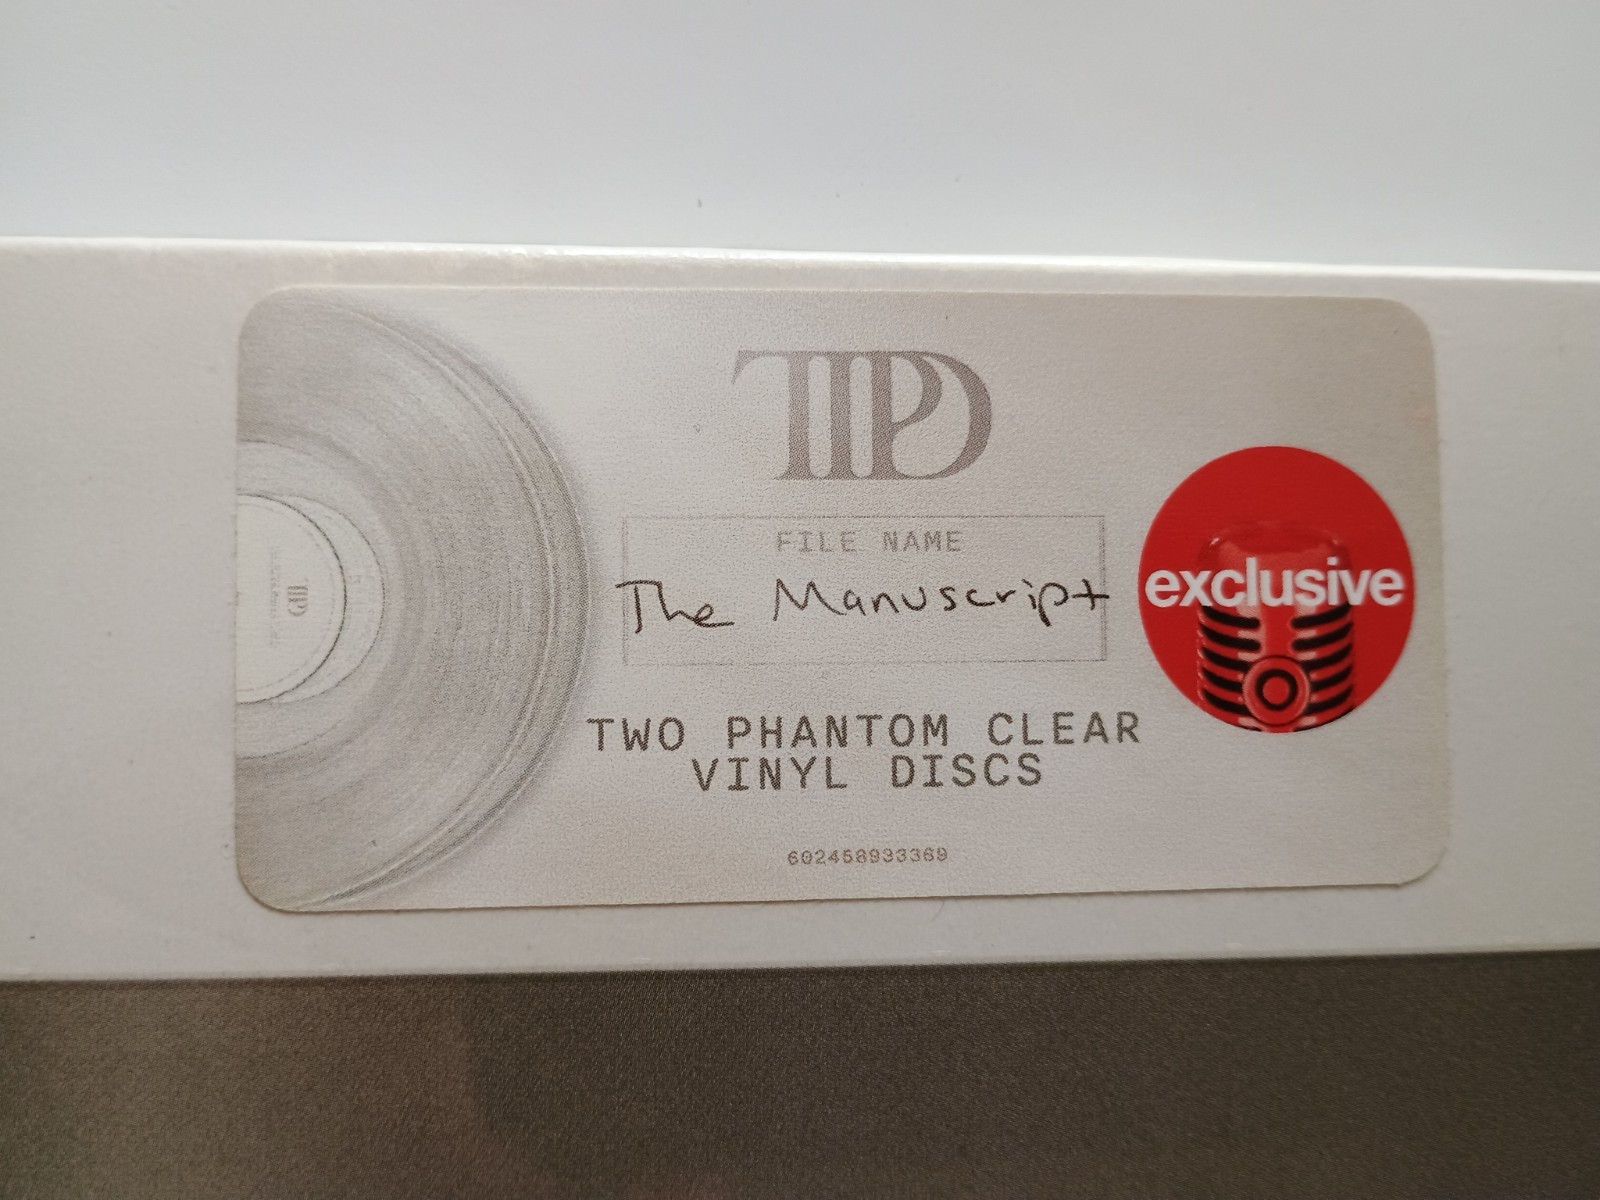 TTPD
FILE NAME
The Manuscript
exclusive
TWO PHANTOM CLEAR
VINYL DISCS
602458933369